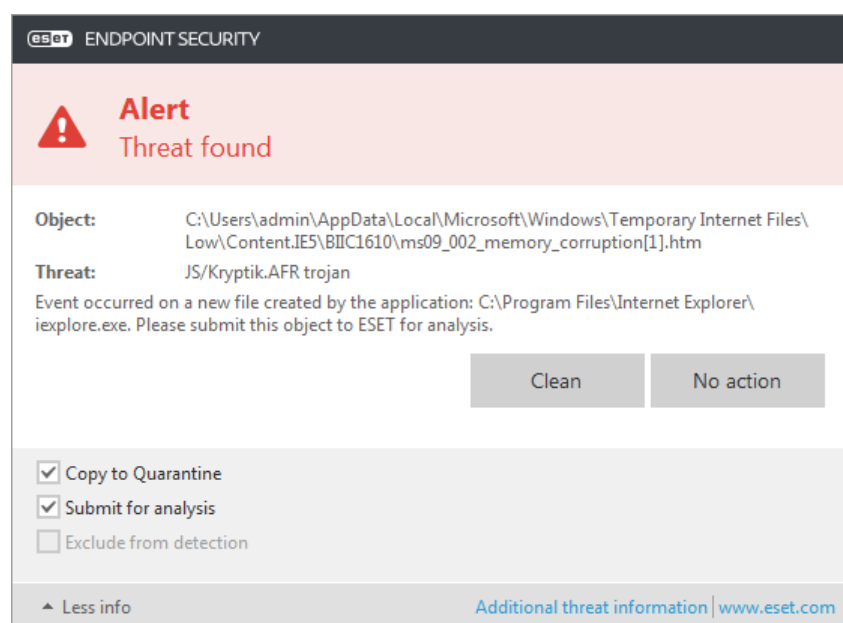 eset ENDPOINT SECURITY
Alert
Threat found
Object: C:\Users\admin\AppData\Local\Microsoft\Windows\Temporary Internet Files\
Low\Content.IE5\BIIC1610\ms09_002_memory_corruption[1].htm
Threat: JS/Kryptik.AFR trojan
Event occurred on a new file created by the application: C:\Program Files\Internet Explorer\
iexplore.exe. Please submit this object to ESET for analysis.
Clean No action
Copy to Quarantine
Submit for analysis
Exclude from detection
Less info Additional threat information | www.eset.com